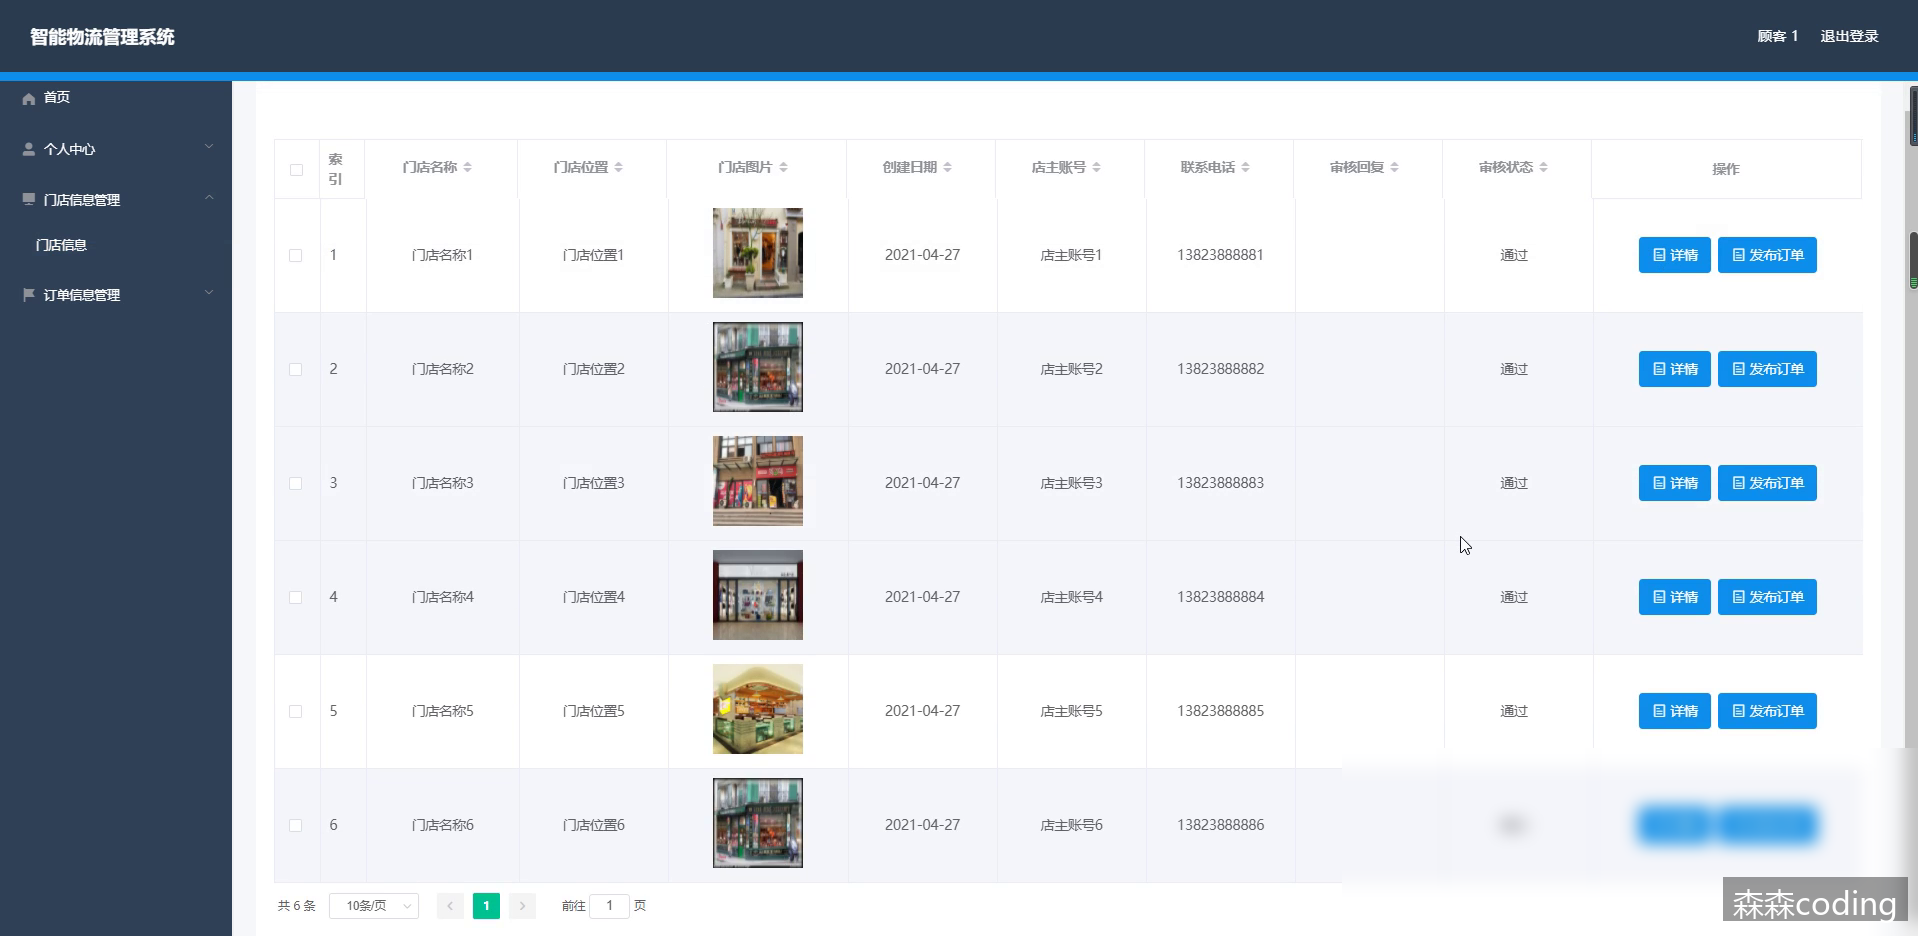 智能物流管理系统
顾客 1 退出登录
首页
个人中心
门店信息管理
门店信息
订单信息管理
索引 门店名称 门店位置 门店图片 创建日期 店主账号 联系电话 审核回复 审核状态 操作
1 门店名称1 门店位置1 2021-04-27 店主账号1 13823888881 通过 详情 发布订单
2 门店名称2 门店位置2 2021-04-27 店主账号2 13823888882 通过 详情 发布订单
3 门店名称3 门店位置3 2021-04-27 店主账号3 13823888883 通过 详情 发布订单
4 门店名称4 门店位置4 2021-04-27 店主账号4 13823888884 通过 详情 发布订单
5 门店名称5 门店位置5 2021-04-27 店主账号5 13823888885 通过 详情 发布订单
6 门店名称6 门店位置6 2021-04-27 店主账号6 13823888886
共 6 条 10条/页 1 前往 1 页
森森coding